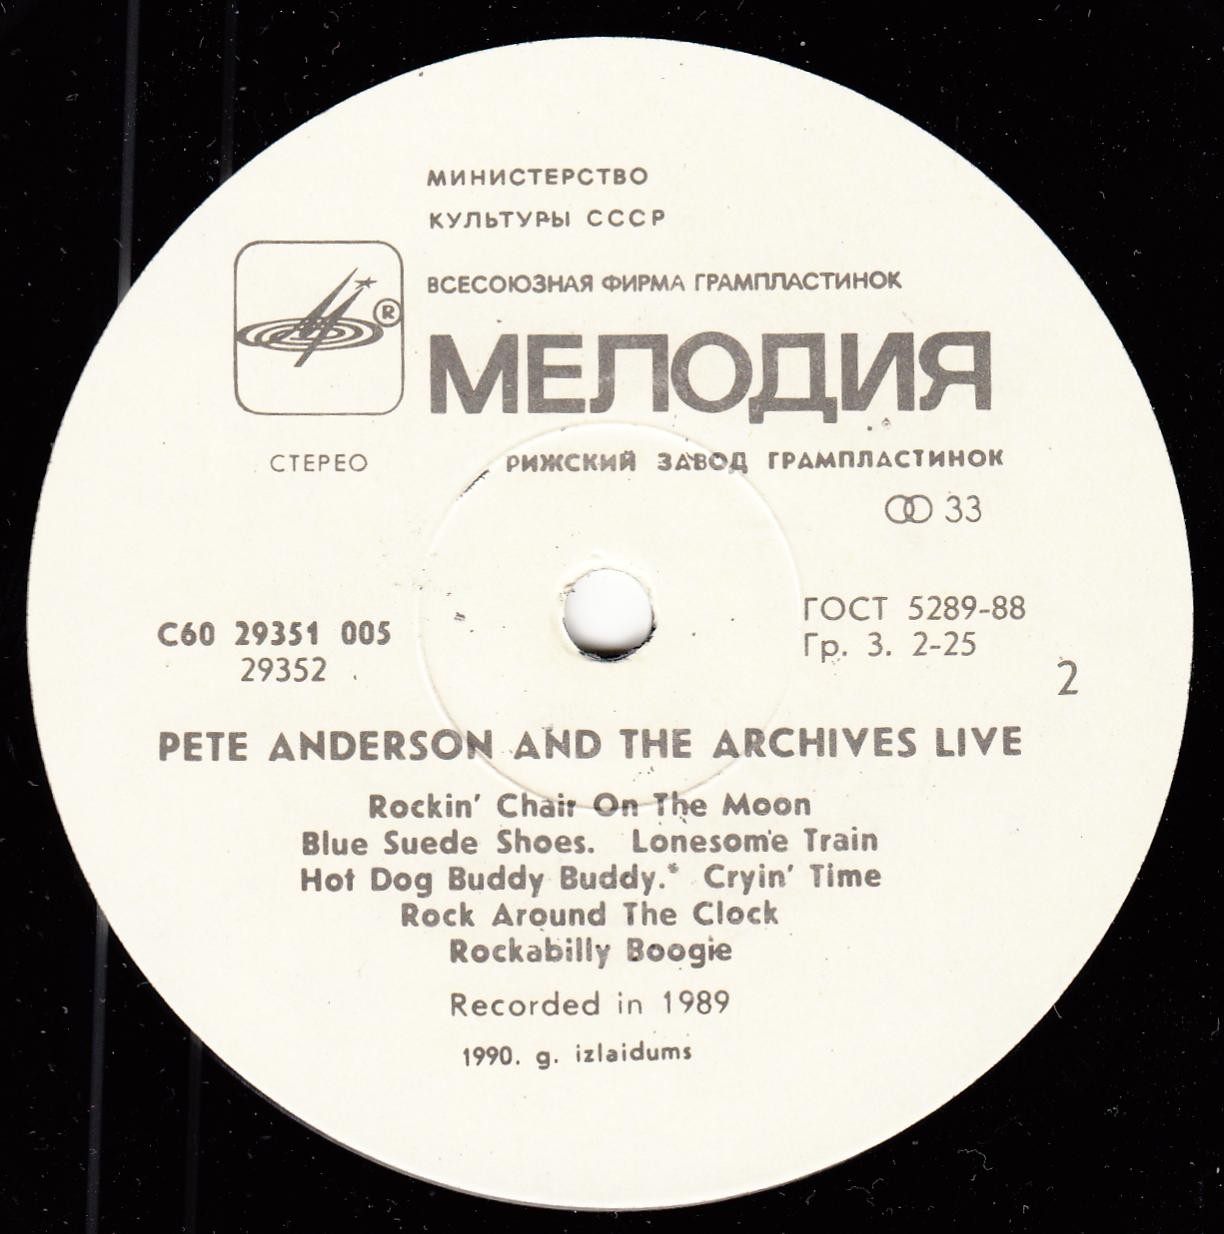 МИНИСТЕРСТВО
КУЛЬТУРЫ СССР
ВСЕСОЮЗНАЯ ФИРМА ГРАМПЛАСТИНОК
®
МЕЛОДИЯ
СТЕРЕО
РИЖСКИЙ ЗАВОД ГРАМПЛАСТИНОК
33
С60 29351 005
29352
ГОСТ 5289-88
Гр. 3. 2-25
2
PETE ANDERSON AND THE ARCHIVES LIVE
Rockin' Chair On The Moon
Blue Suede Shoes. Lonesome Train
Hot Dog Buddy Buddy.* Cryin' Time
Rock Around The Clock
Rockabilly Boogie
Recorded in 1989
1990. g. izlaidums